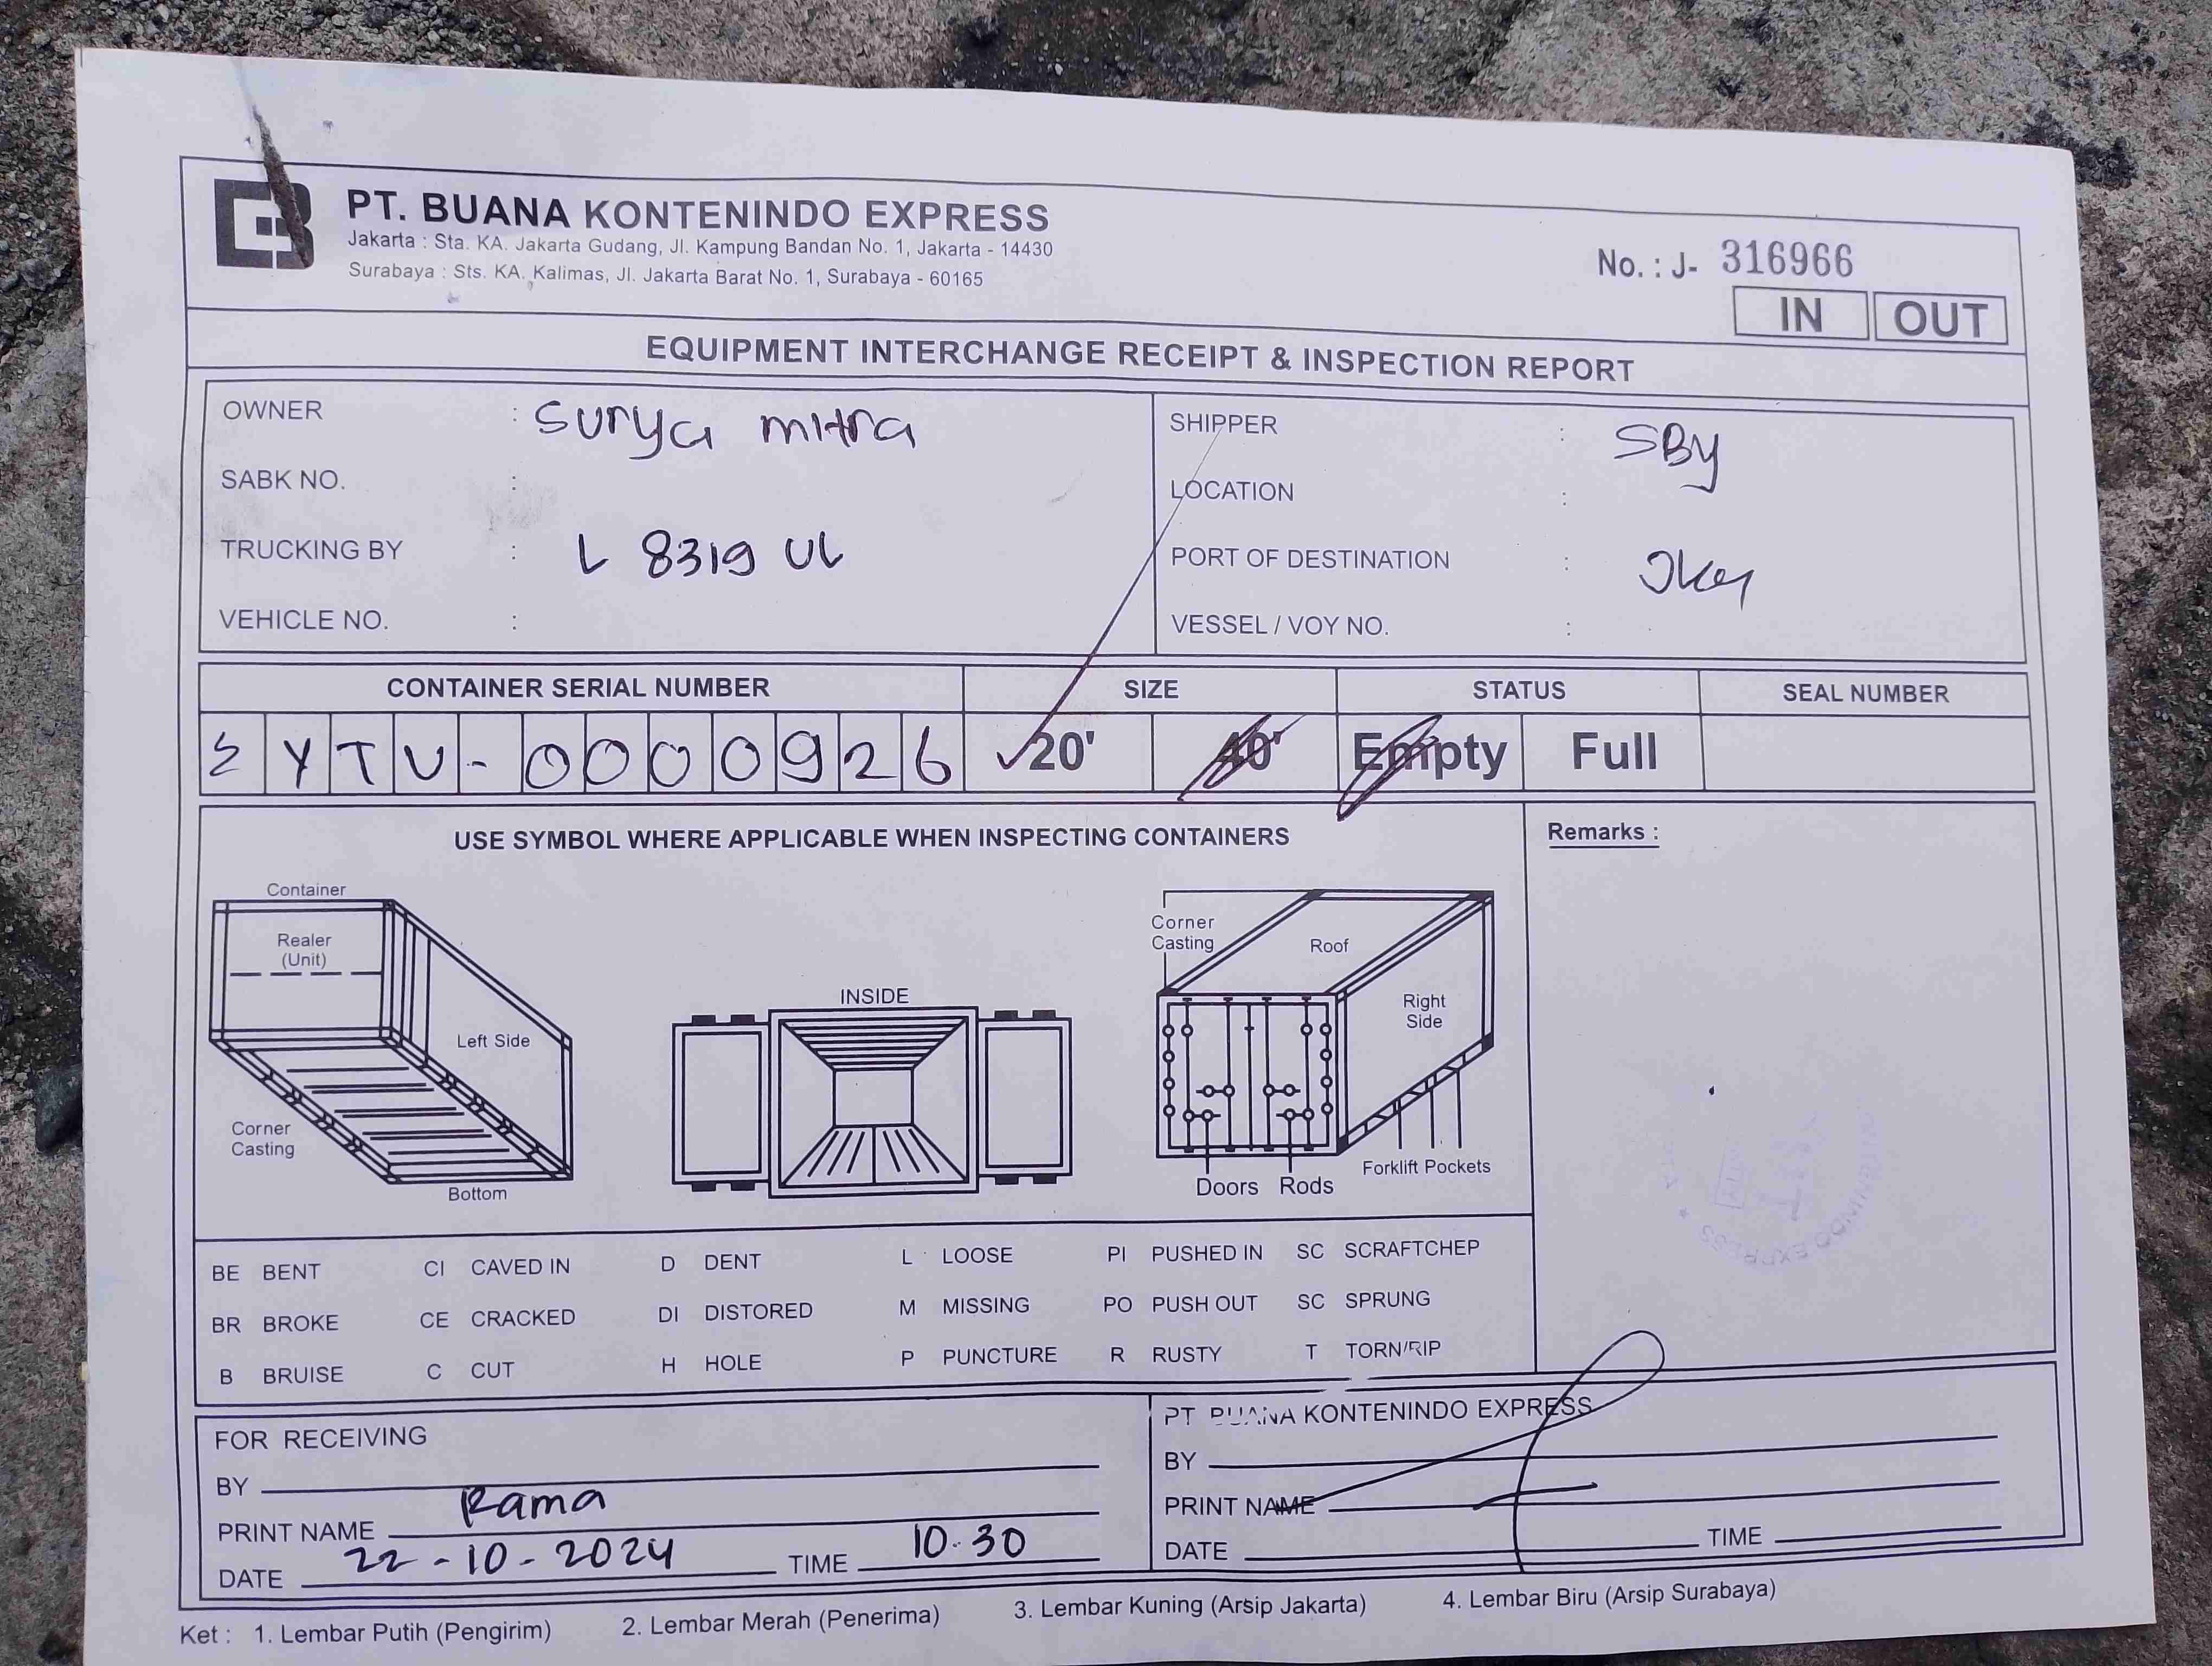 PT. BUANA KONTENINDO EXPRESS
Jakarta : Sta. KA. Jakarta Gudang, Jl. Kampung Bandan No. 1, Jakarta - 14430
Surabaya : Sts. KA. Kalimas, Jl. Jakarta Barat No. 1, Surabaya - 60165
No. : J- 316966
IN OUT
EQUIPMENT INTERCHANGE RECEIPT & INSPECTION REPORT
OWNER : Surya mitra
SABK NO. :
TRUCKING BY : L 8319 UL
VEHICLE NO. :
SHIPPER : SBy
LOCATION :
PORT OF DESTINATION :
VESSEL / VOY NO. :
CONTAINER SERIAL NUMBER SIZE STATUS SEAL NUMBER
YTU-0000926 20' 40' Empty Full
USE SYMBOL WHERE APPLICABLE WHEN INSPECTING CONTAINERS
Remarks :
Container
Realer
(Unit)
Left Side
Corner
Casting
Bottom
INSIDE
Corner
Casting
Roof
Right
Side
Forklift Pockets
Doors Rods
BE BENT CI CAVED IN D DENT L LOOSE PI PUSHED IN SC SCRAFTCHEP
BR BROKE CE CRACKED DI DISTORED M MISSING PO PUSH OUT SC SPRUNG
B BRUISE C CUT H HOLE P PUNCTURE R RUSTY T TORN/RIP
FOR RECEIVING
BY
PRINT NAME Rama
DATE 22-10-2024 TIME 10.30
PT BUANA KONTENINDO EXPRESS
BY
PRINT NAME
DATE TIME
Ket : 1. Lembar Putih (Pengirim) 2. Lembar Merah (Penerima) 3. Lembar Kuning (Arsip Jakarta) 4. Lembar Biru (Arsip Surabaya)